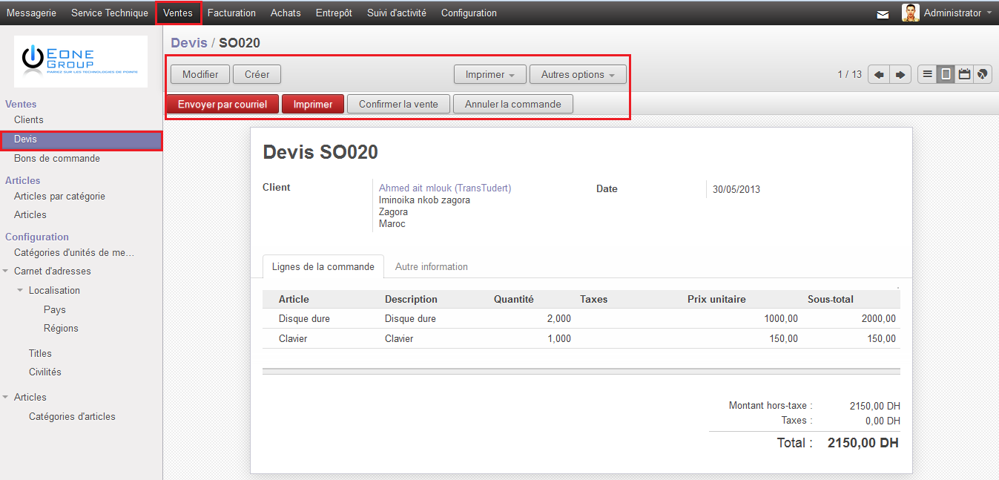 Messagerie Service Technique Ventes Facturation Achats Entrepôt Suivi d'activité Configuration Administrator
EONE
GROUP
PARIEZ SUR LES TECHNOLOGIES DE POINTE
Ventes
Clients
Devis
Bons de commande
Articles
Articles par catégorie
Articles
Configuration
Catégories d'unités de me...
Carnet d'adresses
Localisation
Pays
Régions
Titles
Civilités
Articles
Catégories d'articles
Devis / SO020
Modifier Créer Imprimer Autres options 1 / 13
Envoyer par courriel Imprimer Confirmer la vente Annuler la commande
Devis SO020
Client Ahmed ait mlouk (TransTudert) Date 30/05/2013
Iminoika nkob zagora
Zagora
Maroc
Lignes de la commande Autre information
Article Description Quantité Taxes Prix unitaire Sous-total
Disque dure Disque dure 2,000 1000,00 2000,00
Clavier Clavier 1,000 150,00 150,00
Montant hors-taxe : 2150,00 DH
Taxes : 0,00 DH
Total : 2150,00 DH